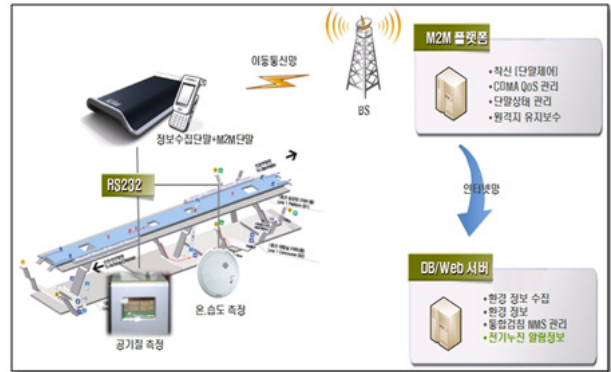 M2M 플랫폼
• 착신 (단말제어)
• CDMA QoS 관리
• 단말상태 관리
• 원격지 유지보수
이동통신망
BS
정보수집단말+M2M단말
RS232
인터넷망
온,습도 측정
공기질 측정
DB/Web 서버
• 환경 정보 수집
• 환경 정보
• 통합검침 NMS 관리
• 전기누진 알람정보